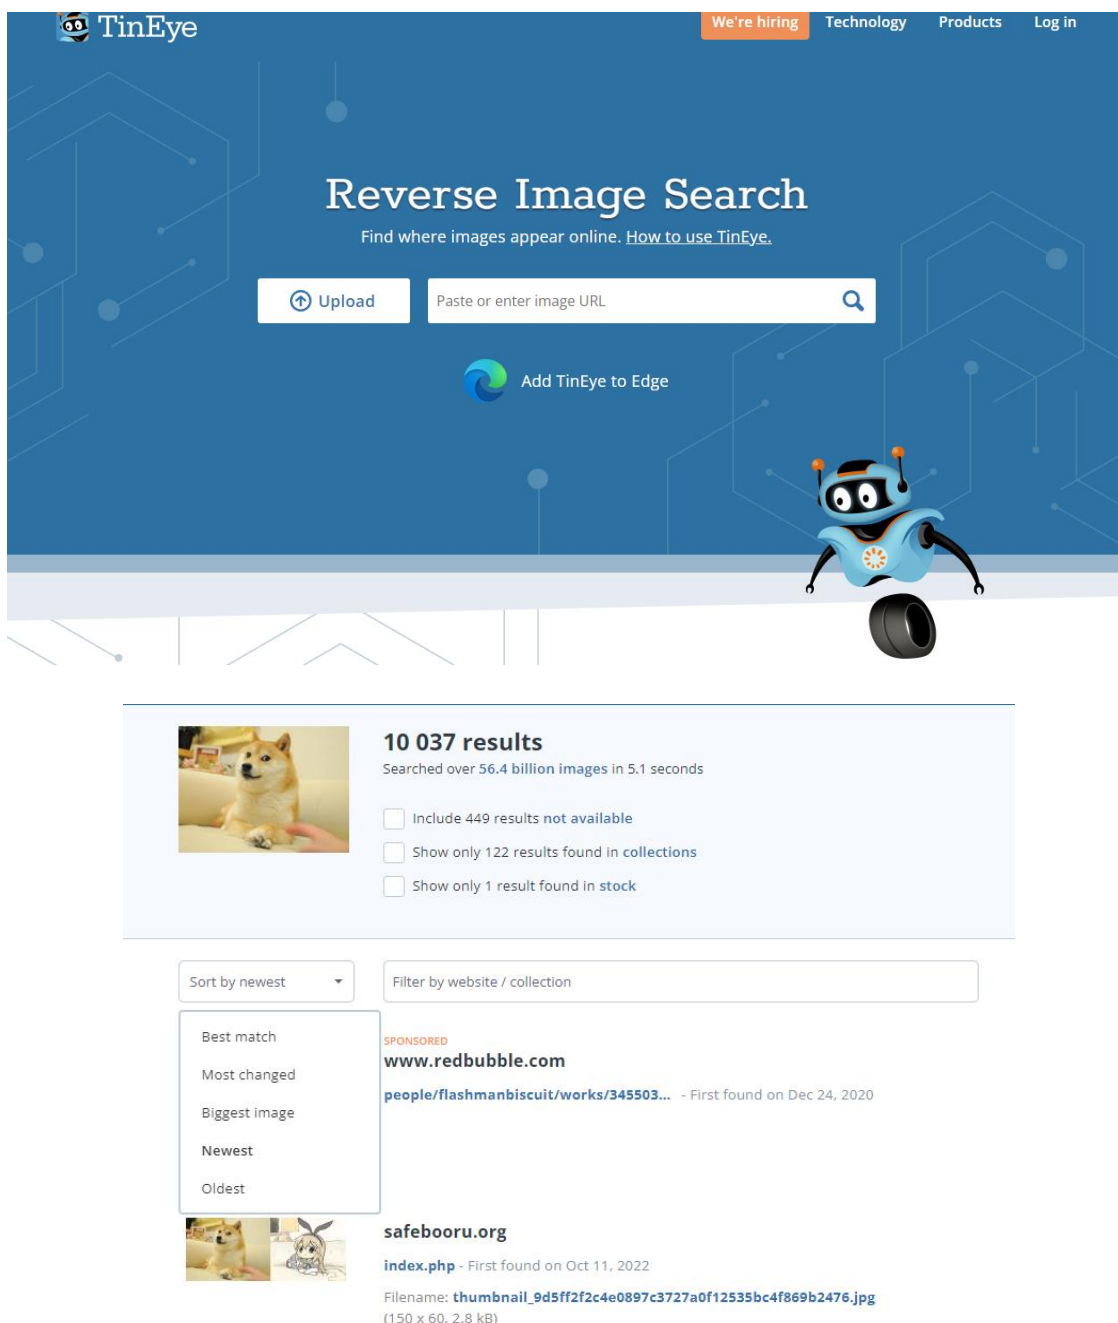 TinEye
We're hiring Technology Products Log in
Reverse Image Search
Find where images appear online. How to use TinEye.
Upload
Paste or enter image URL
Add TinEye to Edge
10 037 results
Searched over 56.4 billion images in 5.1 seconds
Include 449 results not available
Show only 122 results found in collections
Show only 1 result found in stock
Sort by newest
Filter by website / collection
Best match
Most changed
Biggest image
Newest
Oldest
SPONSORED
www.redbubble.com
people/flashmanbiscuit/works/345503... - First found on Dec 24, 2020
safebooru.org
index.php - First found on Oct 11, 2022
Filename: thumbnail_9d5ff2f2c4e0897c3727a0f12535bc4f869b2476.jpg
(150 x 60, 2.8 kB)